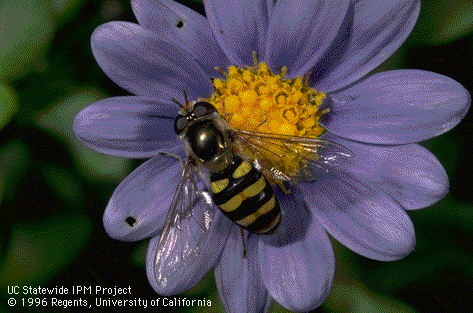 UC Statewide IPM Project
© 1996 Regents, University of California